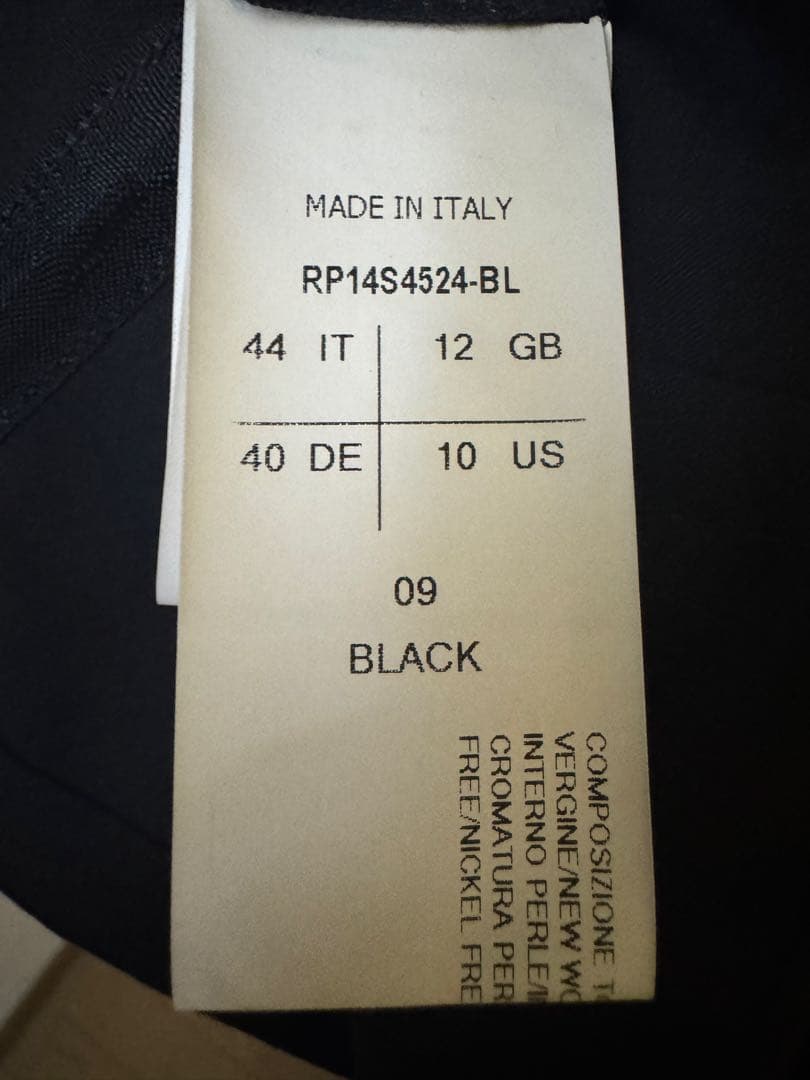 MADE IN ITALY
RP14S4524-BL
44 IT 12 GB
40 DE 10 US
09
BLACK
COMPOSIZIONE
VERGINE/NEW
INTERNO
CROMATURA
FREE/NICKEL